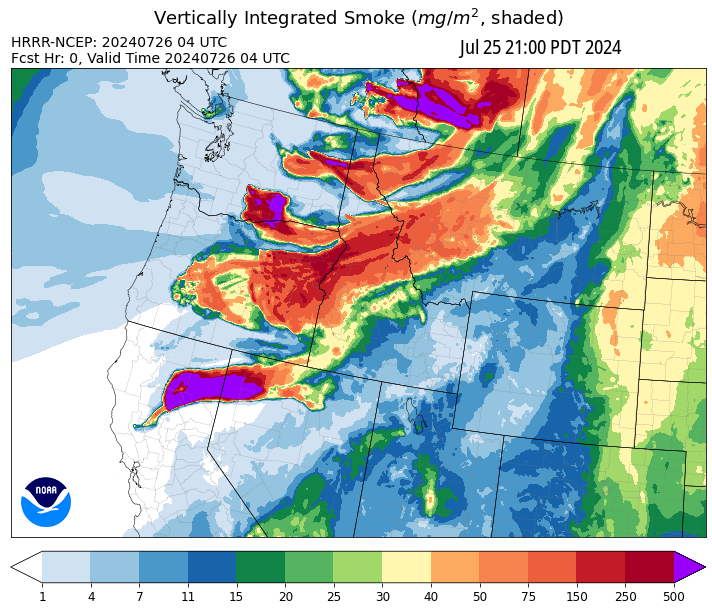 Vertically Integrated Smoke (mg/m², shaded)
HRRR-NCEP: 20240726 04 UTC
Jul 25 21:00 PDT 2024
Fcst Hr: 0, Valid Time 20240726 04 UTC
NOAA
1 4 7 11 15 20 25 30 40 50 75 150 250 500